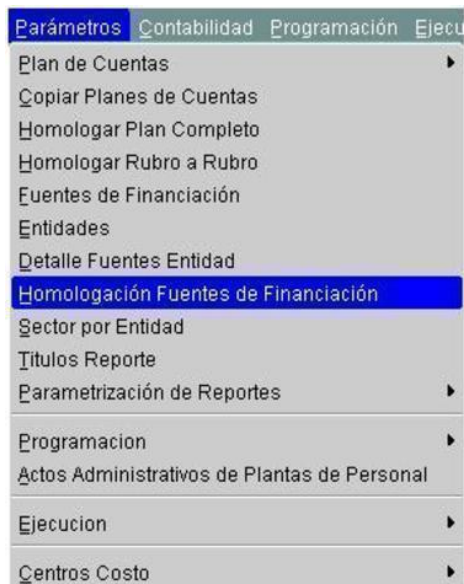 Parámetros Contabilidad Programación Ejecu
Plan de Cuentas
Copiar Planes de Cuentas
Homologar Plan Completo
Homologar Rubro a Rubro
Fuentes de Financiación
Entidades
Detalle Fuentes Entidad
Homologación Fuentes de Financiación
Sector por Entidad
Titulos Reporte
Parametrización de Reportes
Programacion
Actos Administrativos de Plantas de Personal
Ejecucion
Centros Costo